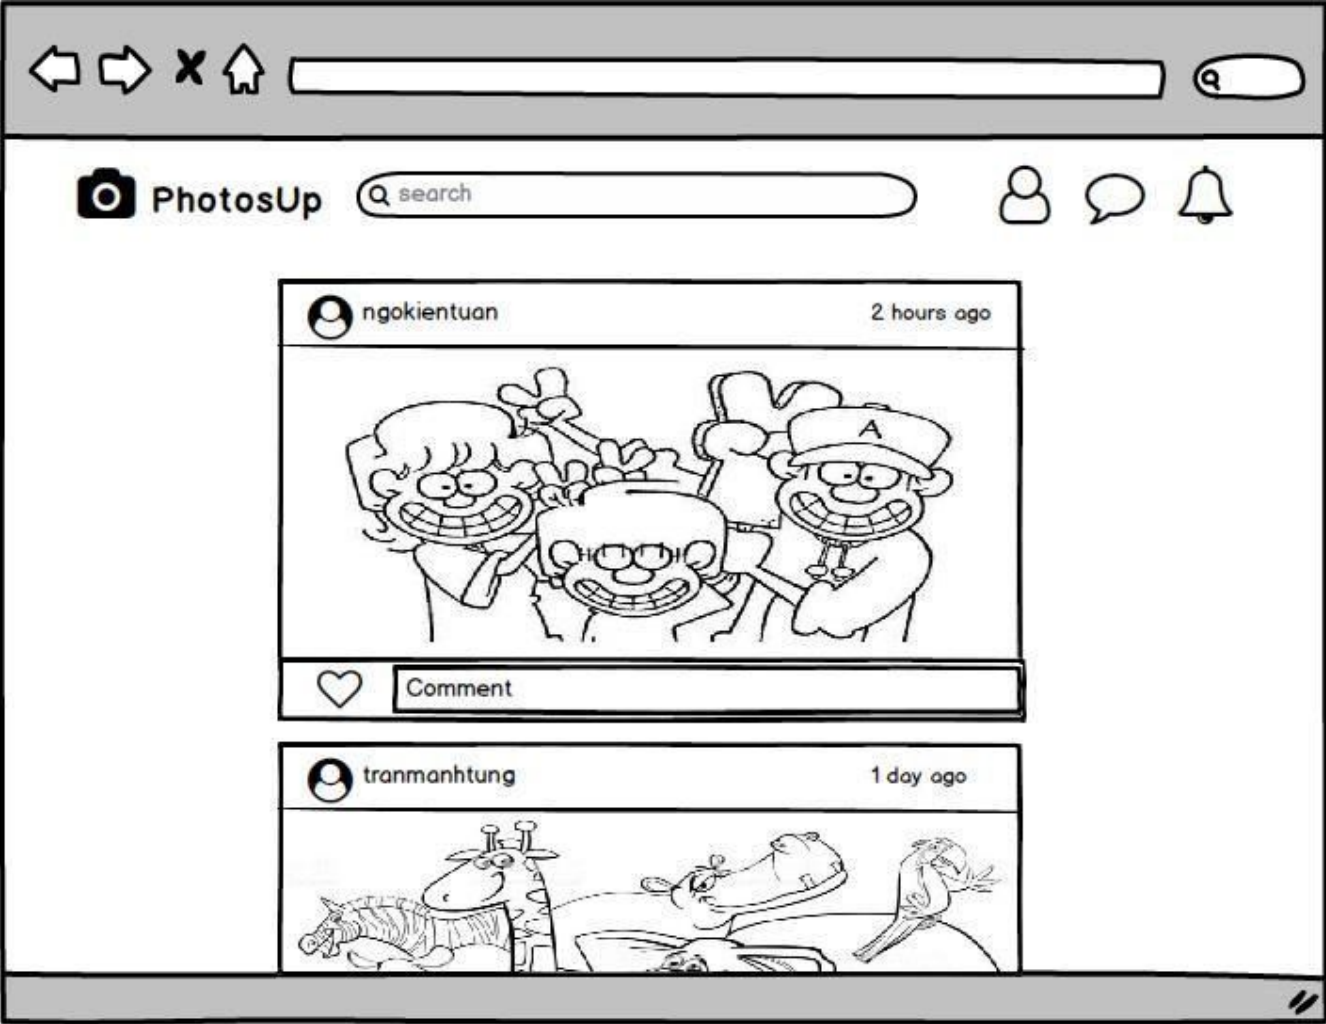 PhotosUp
search
ngokientuan
2 hours ago
A
Comment
tranmanhtung
1 day ago